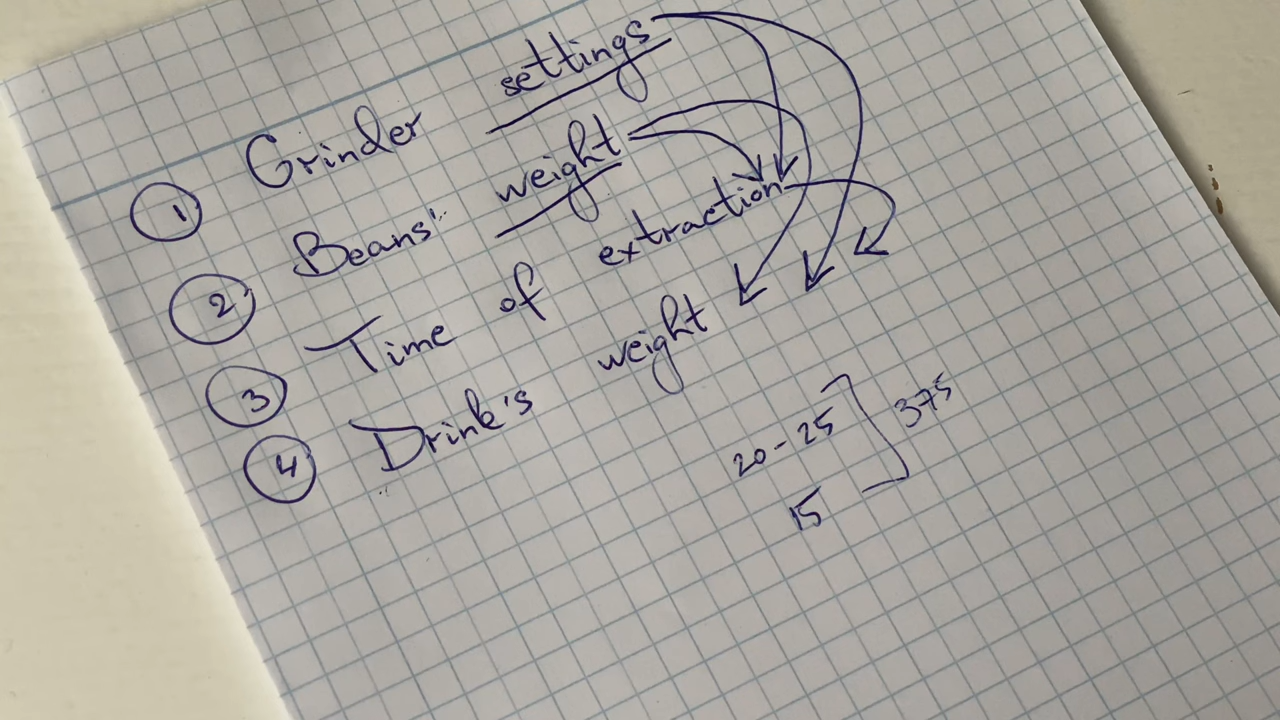 1 Grinder settings
2 Beans' weight
3 Time of extraction
4 Drink's weight
20-25
15
375